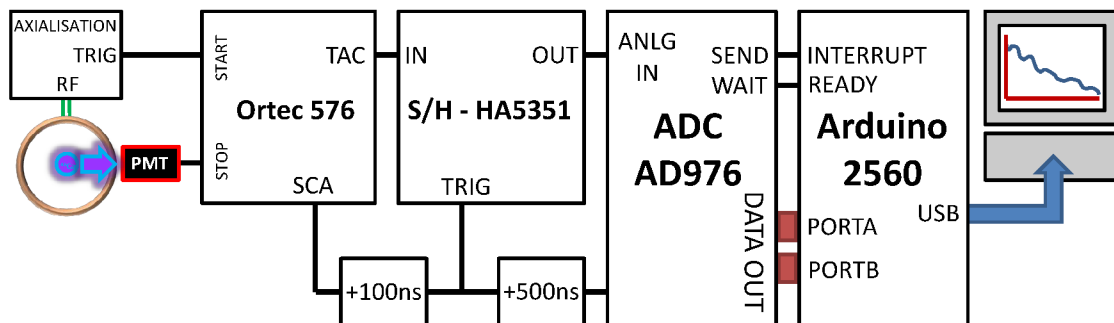 AXIALISATION
TRIG
RF
PMT
START
STOP
TAC
Ortec 576
SCA
IN
OUT
S/H - HA5351
TRIG
+100ns
+500ns
ANLG
IN
SEND
WAIT
ADC
AD976
DATA OUT
INTERRUPT
READY
Arduino
2560
USB
PORTA
PORTB